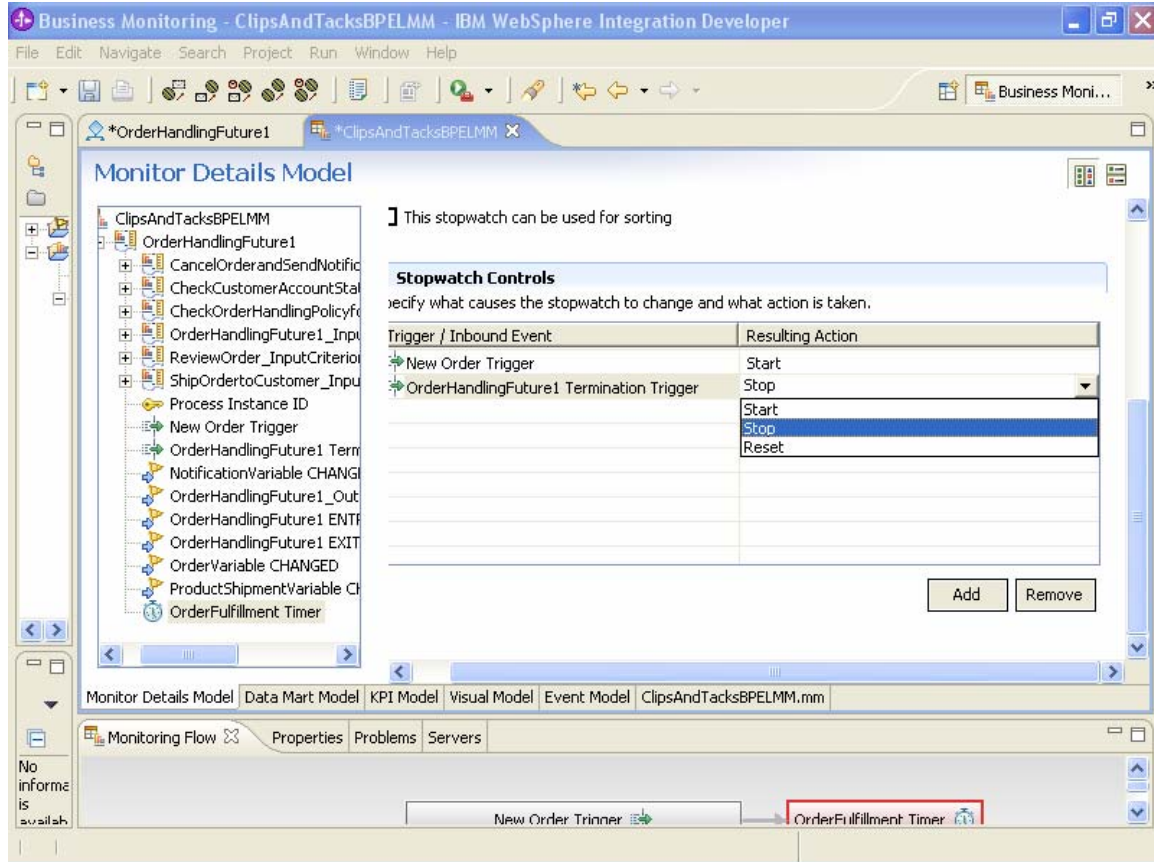 Business Monitoring - ClipsAndTacksBPELMM - IBM WebSphere Integration Developer
File Edit Navigate Search Project Run Window Help
Business Moni...
*OrderHandlingFuture1 *ClipsAndTacksBPELMM
Monitor Details Model
ClipsAndTacksBPELMM
OrderHandlingFuture1
CancelOrderandSendNotific
CheckCustomerAccountStat
CheckOrderHandlingPolicyfo
OrderHandlingFuture1_Inpu
ReviewOrder_InputCriterion
ShipOrdertoCustomer_Inpu
Process Instance ID
New Order Trigger
OrderHandlingFuture1 Term
NotificationVariable CHANGE
OrderHandlingFuture1_Out
OrderHandlingFuture1 ENTR
OrderHandlingFuture1 EXIT
OrderVariable CHANGED
ProductShipmentVariable CH
OrderFulfillment Timer
This stopwatch can be used for sorting
Stopwatch Controls
pecify what causes the stopwatch to change and what action is taken.
Trigger / Inbound Event Resulting Action
New Order Trigger Start
OrderHandlingFuture1 Termination Trigger Stop
Start
Stop
Reset
Add Remove
Monitor Details Model Data Mart Model KPI Model Visual Model Event Model ClipsAndTacksBPELMM.mm
Monitoring Flow Properties Problems Servers
No
informa
is
availab
New Order Trigger OrderFulfillment Timer